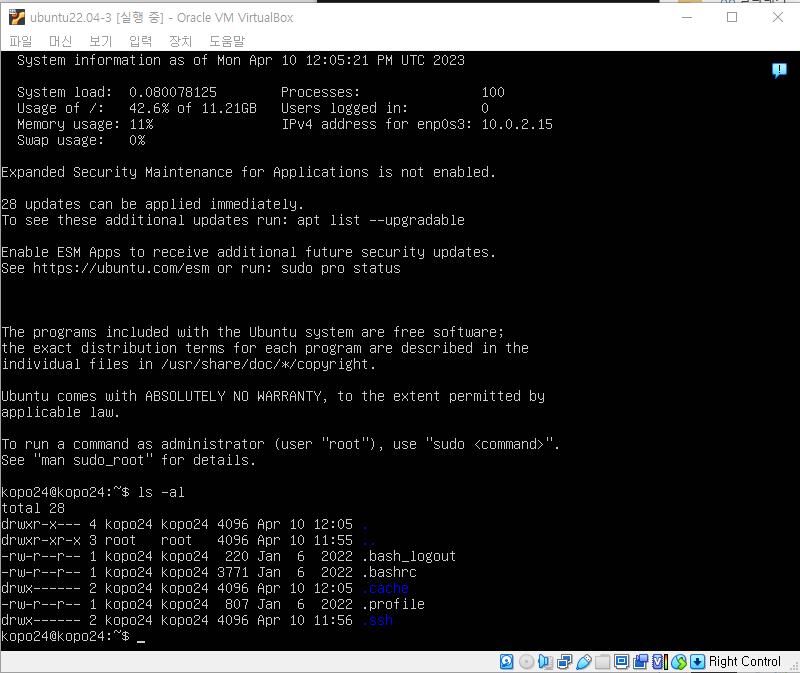 ubuntu22.04-3 [실행 중] - Oracle VM VirtualBox
파일 머신 보기 입력 장치 도움말
System information as of Mon Apr 10 12:05:21 PM UTC 2023
System load: 0.080078125 Processes: 100
Usage of /: 42.6% of 11.21GB Users logged in: 0
Memory usage: 11% IPv4 address for enp0s3: 10.0.2.15
Swap usage: 0%
Expanded Security Maintenance for Applications is not enabled.
28 updates can be applied immediately.
To see these additional updates run: apt list --upgradable
Enable ESM Apps to receive additional future security updates.
See https://ubuntu.com/esm or run: sudo pro status
The programs included with the Ubuntu system are free software;
the exact distribution terms for each program are described in the
individual files in /usr/share/doc/*/copyright.
Ubuntu comes with ABSOLUTELY NO WARRANTY, to the extent permitted by
applicable law.
To run a command as administrator (user "root"), use "sudo <command>".
See "man sudo_root" for details.
kopo24@kopo24:~$ ls -al
total 28
drwxr-x--- 4 kopo24 kopo24 4096 Apr 10 12:05 .
drwxr-xr-x 3 root root 4096 Apr 10 11:55 ..
-rw-r--r-- 1 kopo24 kopo24 220 Jan 6 2022 .bash_logout
-rw-r--r-- 1 kopo24 kopo24 3771 Jan 6 2022 .bashrc
drwx------ 2 kopo24 kopo24 4096 Apr 10 12:05 .cache
-rw-r--r-- 1 kopo24 kopo24 807 Jan 6 2022 .profile
drwx------ 2 kopo24 kopo24 4096 Apr 10 11:56 .ssh
kopo24@kopo24:~$ _
Right Control